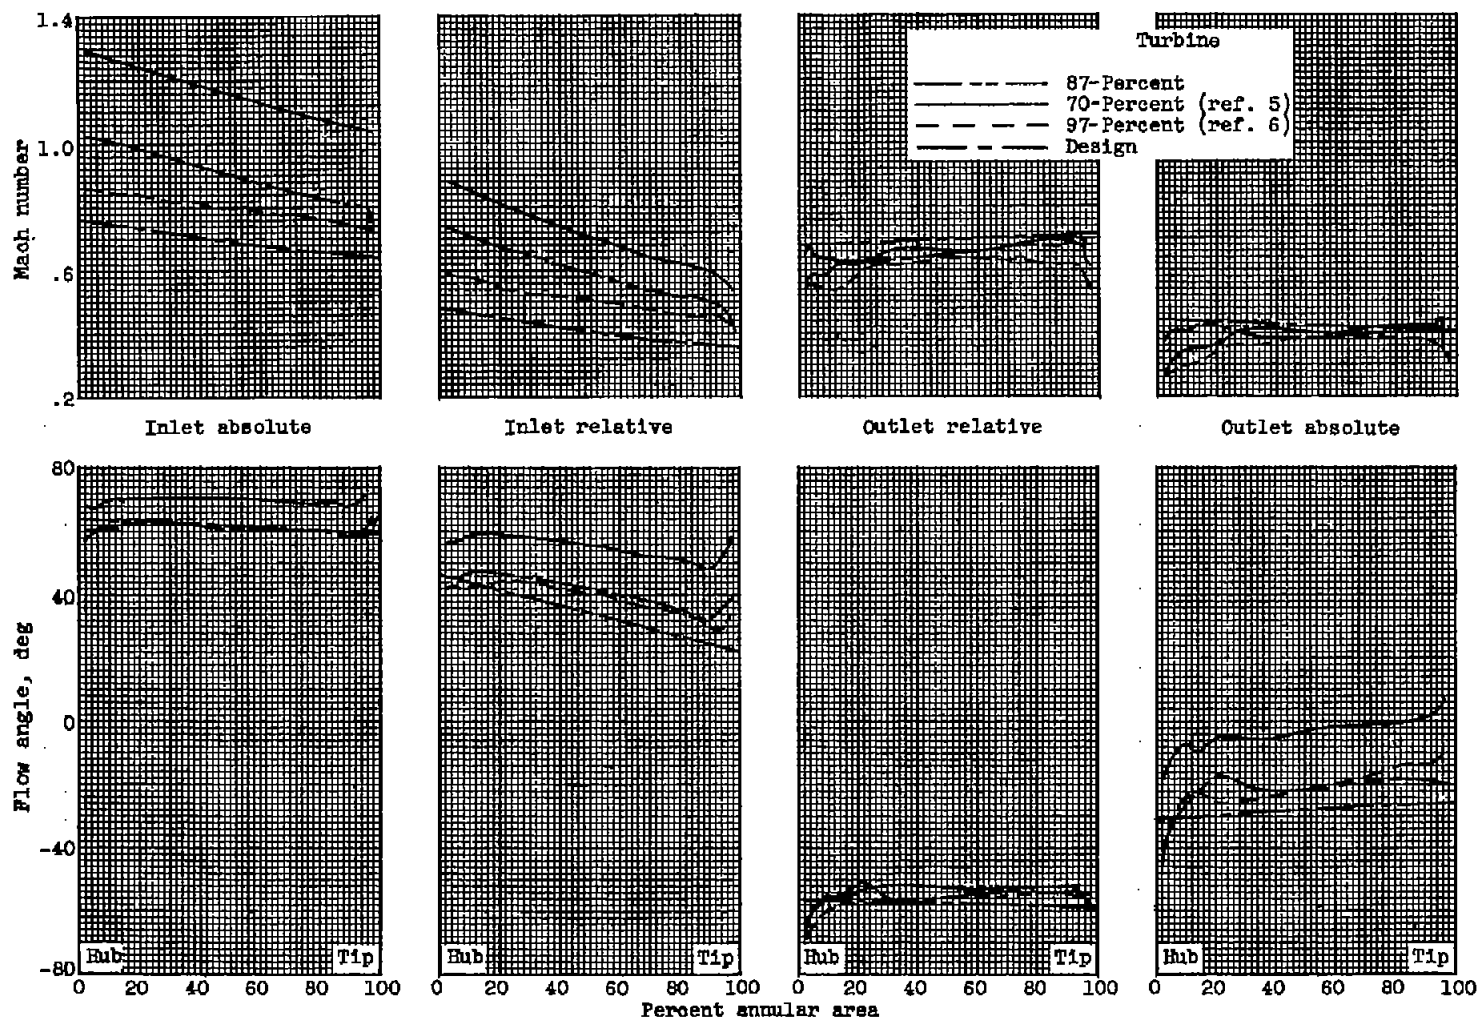 Turbine
87-Percent
70-Percent (ref. 5)
97-Percent (ref. 6)
Design
Mach number
1.4
1.0
.6
.2
Inlet absolute
Inlet relative
Outlet relative
Outlet absolute
Flow angle, deg
80
40
0
-40
-80
Hub
Tip
Hub
Tip
Hub
Tip
Hub
Tip
0 20 40 60 80 100
0 20 40 60 80 100
0 20 40 60 80 100
0 20 40 60 80 100
Percent annular area